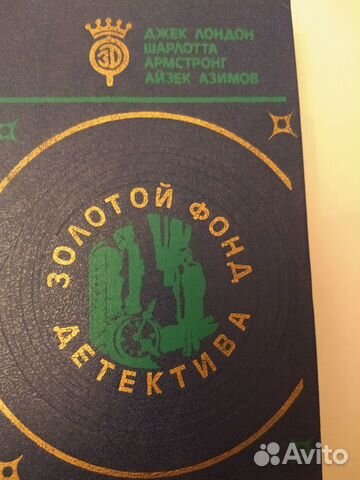 ДЖЕК ЛОНДОН
ШАРЛОТТА
АРМСТРОНГ
АЙЗЕК АЗИМОВ
ЗОЛОТОЙ ФОНД
ДЕТЕКТИВА
Avito